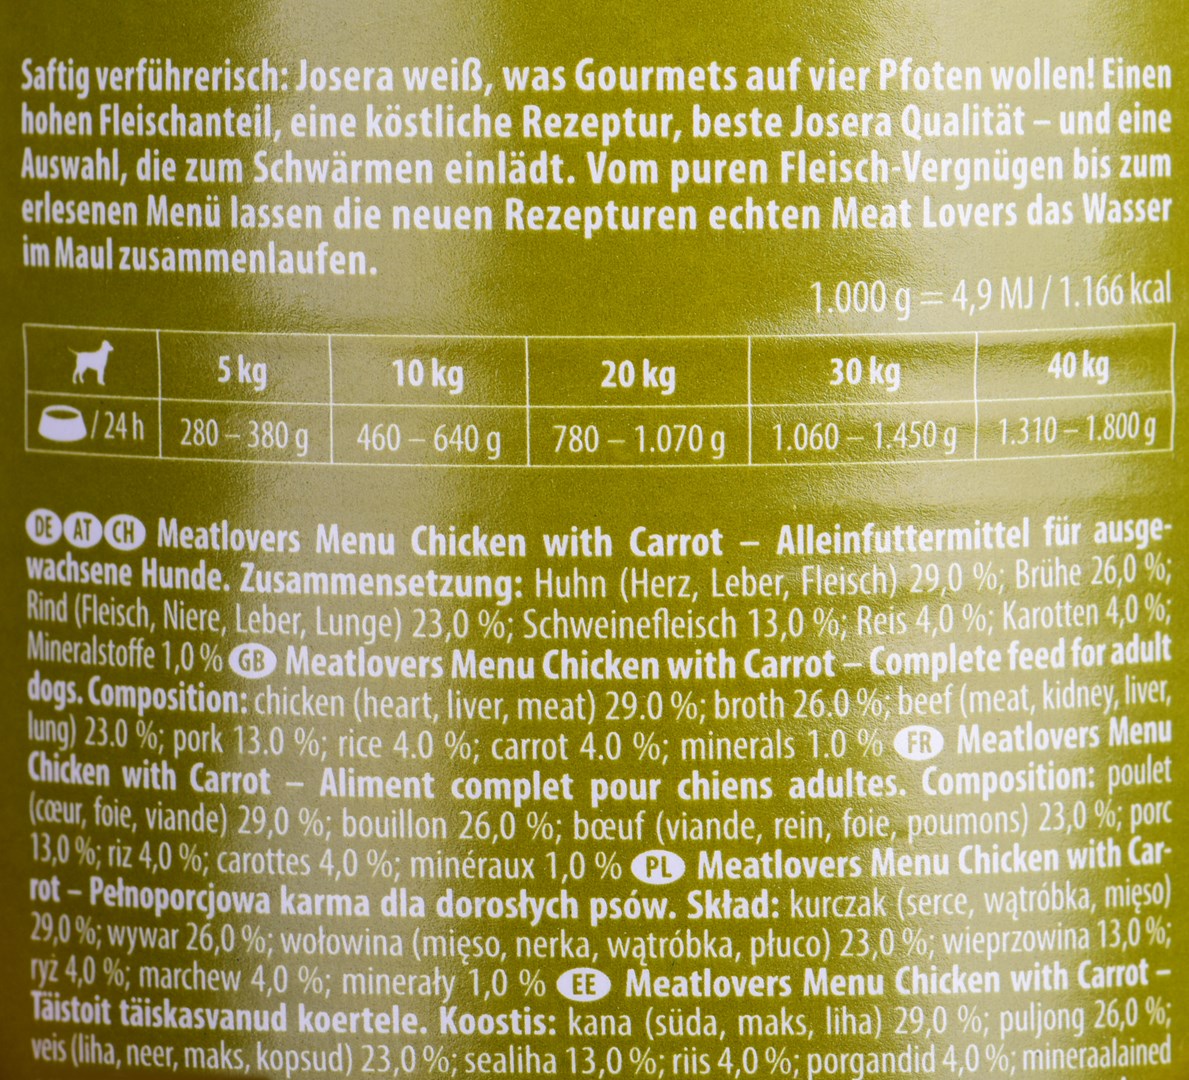 Saftig verführerisch: Josera weiß, was Gourmets auf vier Pfoten wollen! Einen
hohen Fleischanteil, eine köstliche Rezeptur, beste Josera Qualität – und eine
Auswahl, die zum Schwärmen einlädt. Vom puren Fleisch-Vergnügen bis zum
erlesenen Menü lassen die neuen Rezepturen echten Meat Lovers das Wasser
im Maul zusammenlaufen.
1.000 g = 4,9 MJ / 1.166 kcal
5 kg 10 kg 20 kg 30 kg 40 kg
/ 24 h 280 – 380 g 460 – 640 g 780 – 1.070 g 1.060 – 1.450 g 1.310 – 1.800 g
DE AT CH Meatlovers Menu Chicken with Carrot – Alleinfuttermittel für ausge-
wachsene Hunde. Zusammensetzung: Huhn (Herz, Leber, Fleisch) 29,0 %; Brühe 26,0 %;
Rind (Fleisch, Niere, Leber, Lunge) 23,0 %; Schweinefleisch 13,0 %; Reis 4,0 %; Karotten 4,0 %;
Mineralstoffe 1,0 % GB Meatlovers Menu Chicken with Carrot – Complete feed for adult
dogs. Composition: chicken (heart, liver, meat) 29.0 %; broth 26.0 %; beef (meat, kidney, liver,
lung) 23.0 %; pork 13.0 %; rice 4.0 %; carrot 4.0 %; minerals 1.0 % FR Meatlovers Menu
Chicken with Carrot – Aliment complet pour chiens adultes. Composition: poulet
(cœur, foie, viande) 29,0 %; bouillon 26,0 %; bœuf (viande, rein, foie, poumons) 23,0 %; porc
13,0 %; riz 4,0 %; carottes 4,0 %; minéraux 1,0 % PL Meatlovers Menu Chicken with Car-
rot – Pełnoporcjowa karma dla dorosłych psów. Skład: kurczak (serce, wątróbka, mięso)
29,0 %; wywar 26,0 %; wołowina (mięso, nerka, wątróbka, płuco) 23,0 %; wieprzowina 13,0 %;
ryż 4,0 %; marchew 4,0 %; minerały 1,0 % EE Meatlovers Menu Chicken with Carrot –
Täistoit täiskasvanud koertele. Koostis: kana (süda, maks, liha) 29,0 %; puljong 26,0 %;
veis (liha, neer, maks, kopsud) 23,0 %; sealiha 13,0 %; riis 4,0 %; porgandid 4,0 %; mineraalained